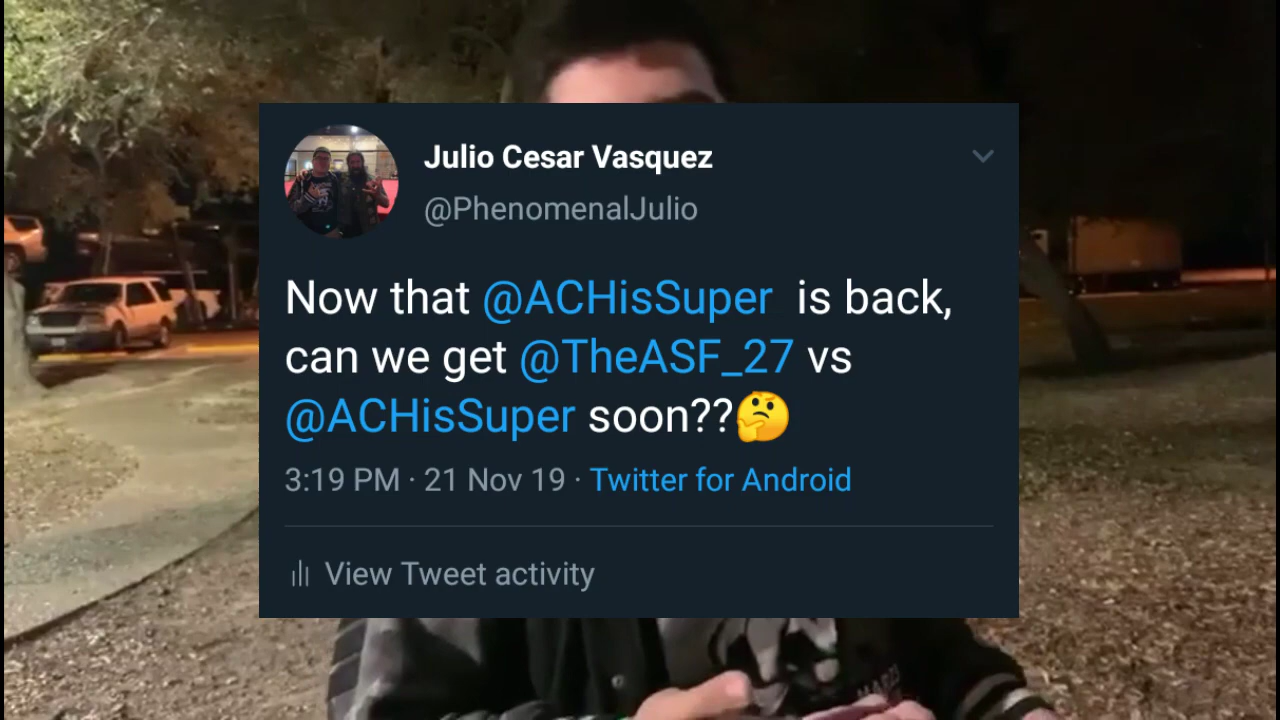 Julio Cesar Vasquez
@PhenomenalJulio
Now that @ACHisSuper is back,
can we get @TheASF_27 vs
@ACHisSuper soon??🤔
3:19 PM · 21 Nov 19 · Twitter for Android
View Tweet activity